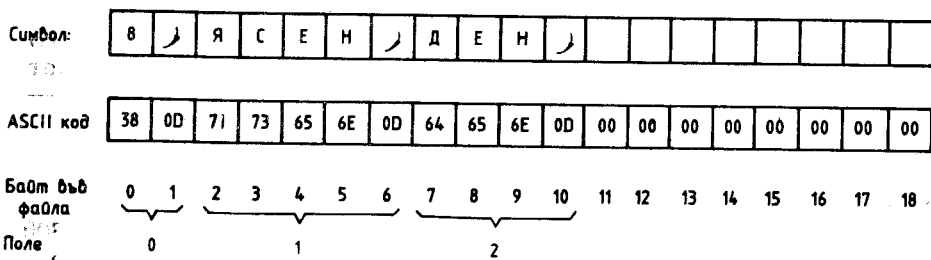 Символ: 8 Я С Е Н Д Е Н
ASCII код 38 0D 71 73 65 6E 0D 64 65 6E 0D 00 00 00 00 00 00 00 00
Байт във файла 0 1 2 3 4 5 6 7 8 9 10 11 12 13 14 15 16 17 18
Поле 0 1 2